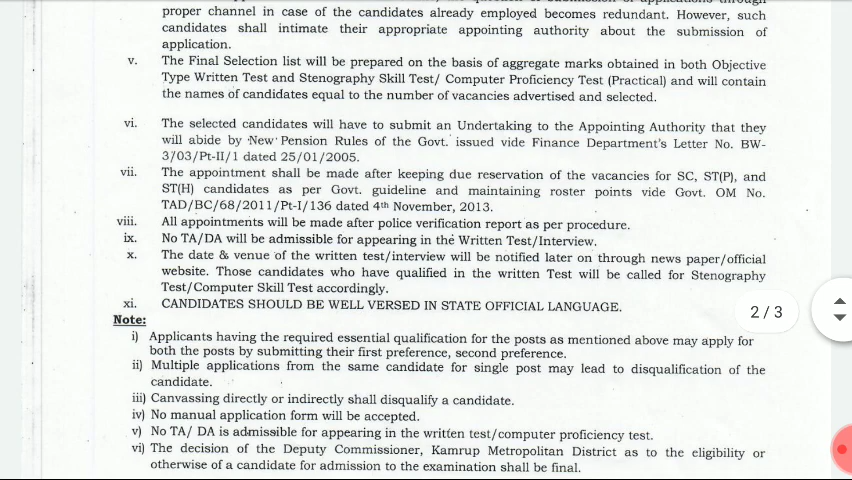 proper channel in case of the candidates already employed becomes redundant. However, such
candidates shall intimate their appropriate appointing authority about the submission of
application.
v. The Final Selection list will be prepared on the basis of aggregate marks obtained in both Objective
Type Written Test and Stenography Skill Test/ Computer Proficiency Test (Practical) and will contain
the names of candidates equal to the number of vacancies advertised and selected.
vi. The selected candidates will have to submit an Undertaking to the Appointing Authority that they
will abide by New Pension Rules of the Govt. issued vide Finance Department's Letter No. BW-
3/03/Pt-II/1 dated 25/01/2005.
vii. The appointment shall be made after keeping due reservation of the vacancies for SC, ST(P), and
ST(H) candidates as per Govt. guideline and maintaining roster points vide Govt. OM No.
TAD/BC/68/2011/Pt-I/136 dated 4th November, 2013.
viii. All appointments will be made after police verification report as per procedure.
ix. No TA/DA will be admissible for appearing in the Written Test/Interview.
x. The date & venue of the written test/interview will be notified later on through news paper/official
website. Those candidates who have qualified in the written Test will be called for Stenography
Test/Computer Skill Test accordingly.
xi. CANDIDATES SHOULD BE WELL VERSED IN STATE OFFICIAL LANGUAGE.
2 / 3
Note:
i) Applicants having the required essential qualification for the posts as mentioned above may apply for
both the posts by submitting their first preference, second preference.
ii) Multiple applications from the same candidate for single post may lead to disqualification of the
candidate.
iii) Canvassing directly or indirectly shall disqualify a candidate.
iv) No manual application form will be accepted.
v) No TA/ DA is admissible for appearing in the written test/computer proficiency test.
vi) The decision of the Deputy Commissioner, Kamrup Metropolitan District as to the eligibility or
otherwise of a candidate for admission to the examination shall be final.